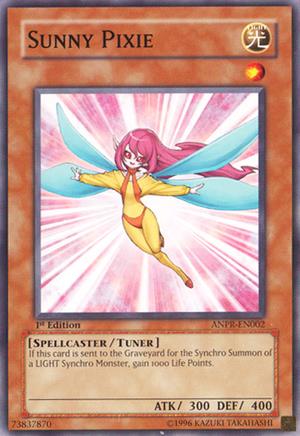 Sunny Pixie
LIGHT
光
1st Edition
ANPR-EN002
[SPELLCASTER / TUNER]
If this card is sent to the Graveyard for the Synchro Summon of
a LIGHT Synchro Monster, gain 1000 Life Points.
ATK/ 300 DEF/ 400
73837870
©1996 KAZUKI TAKAHASHI